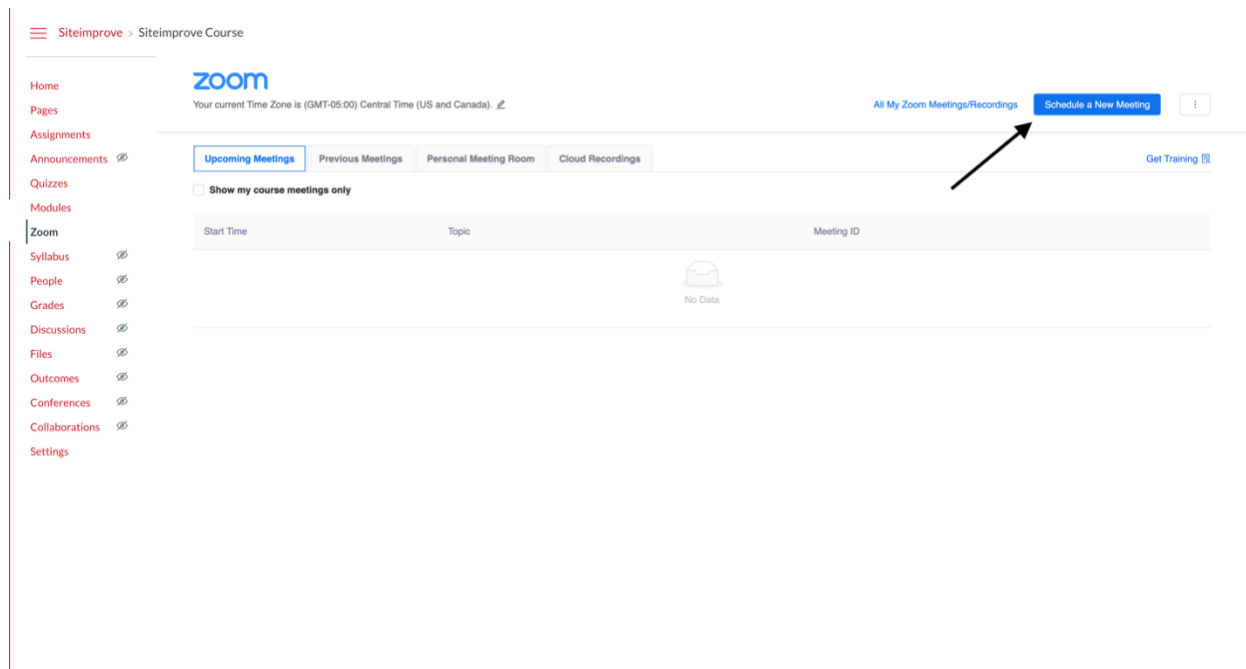 Siteimprove › Siteimprove Course
Home
Pages
Assignments
Announcements
Quizzes
Modules
Zoom
Syllabus
People
Grades
Discussions
Files
Outcomes
Conferences
Collaborations
Settings
zoom
Your current Time Zone is (GMT-05:00) Central Time (US and Canada).
All My Zoom Meetings/Recordings
Schedule a New Meeting
Upcoming Meetings Previous Meetings Personal Meeting Room Cloud Recordings
Get Training
Show my course meetings only
Start Time Topic Meeting ID
No Data